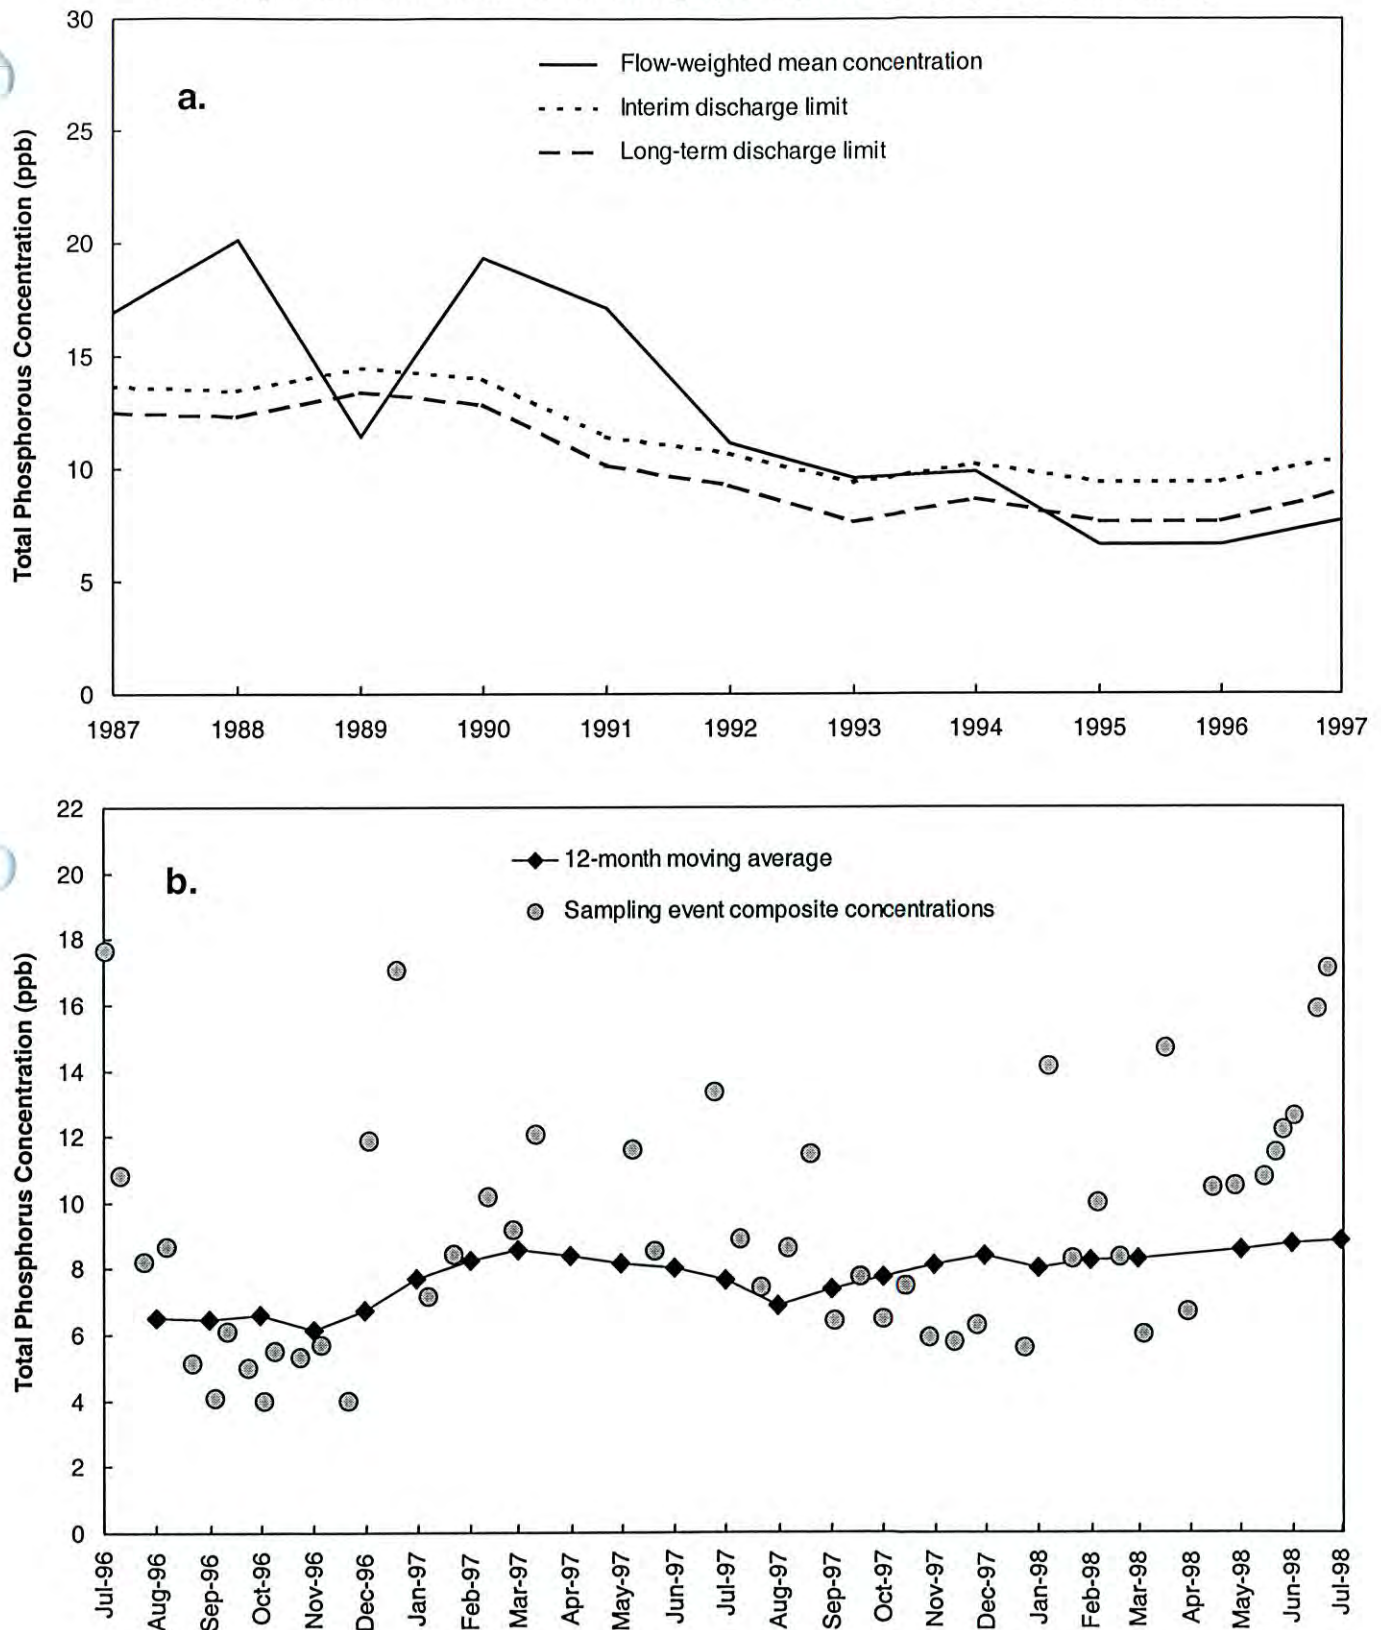 30
Flow-weighted mean concentration
a.
Interim discharge limit
25
Long-term discharge limit
20
15
10
5
0
Total Phosphorous Concentration (ppb)
1987 1988 1989 1990 1991 1992 1993 1994 1995 1996 1997
22
12-month moving average
20
b.
Sampling event composite concentrations
18
16
14
12
10
8
6
4
2
0
Total Phosphorus Concentration (ppb)
Jul-96 Aug-96 Sep-96 Oct-96 Nov-96 Dec-96 Jan-97 Feb-97 Mar-97 Apr-97 May-97 Jun-97 Jul-97 Aug-97 Sep-97 Oct-97 Nov-97 Dec-97 Jan-98 Feb-98 Mar-98 Apr-98 May-98 Jun-98 Jul-98